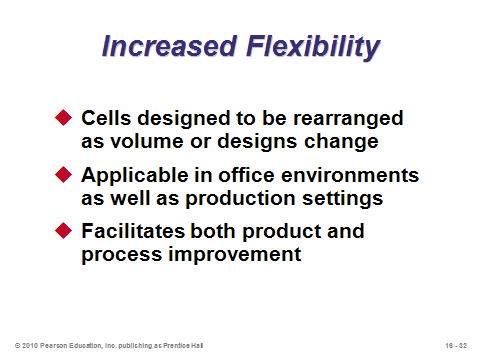 Increased Flexibility
Cells designed to be rearranged
as volume or designs change
Applicable in office environments
as well as production settings
Facilitates both product and
process improvement
© 2010 Pearson Education, Inc. publishing as Prentice Hall
16 - 32